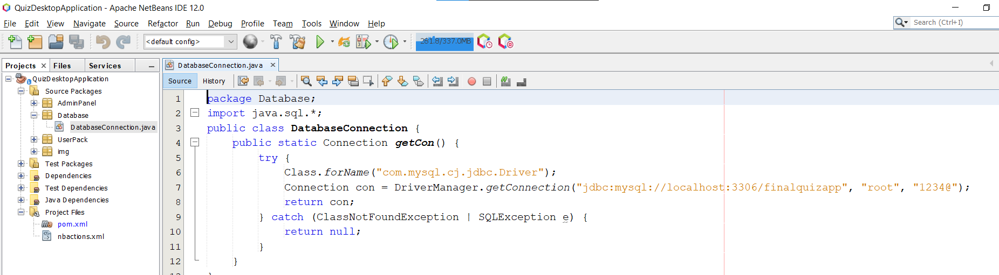 QuizDesktopApplication - Apache NetBeans IDE 12.0
File Edit View Navigate Source Refactor Run Debug Profile Team Tools Window Help
Search (Ctrl+I)
<default config>
281.8/337.0MB
Projects Files Services
DatabaseConnection.java
QuizDesktopApplication
Source Packages
AdminPanel
Database
DatabaseConnection.java
UserPack
img
Test Packages
Dependencies
Test Dependencies
Java Dependencies
Project Files
pom.xml
nbactions.xml
Source History
1 package Database;
2 import java.sql.*;
3 public class DatabaseConnection {
4 public static Connection getCon() {
5 try {
6 Class.forName("com.mysql.cj.jdbc.Driver");
7 Connection con = DriverManager.getConnection("jdbc:mysql://localhost:3306/finalquizapp", "root", "1234@");
8 return con;
9 } catch (ClassNotFoundException | SQLException e) {
10 return null;
11 }
12 }